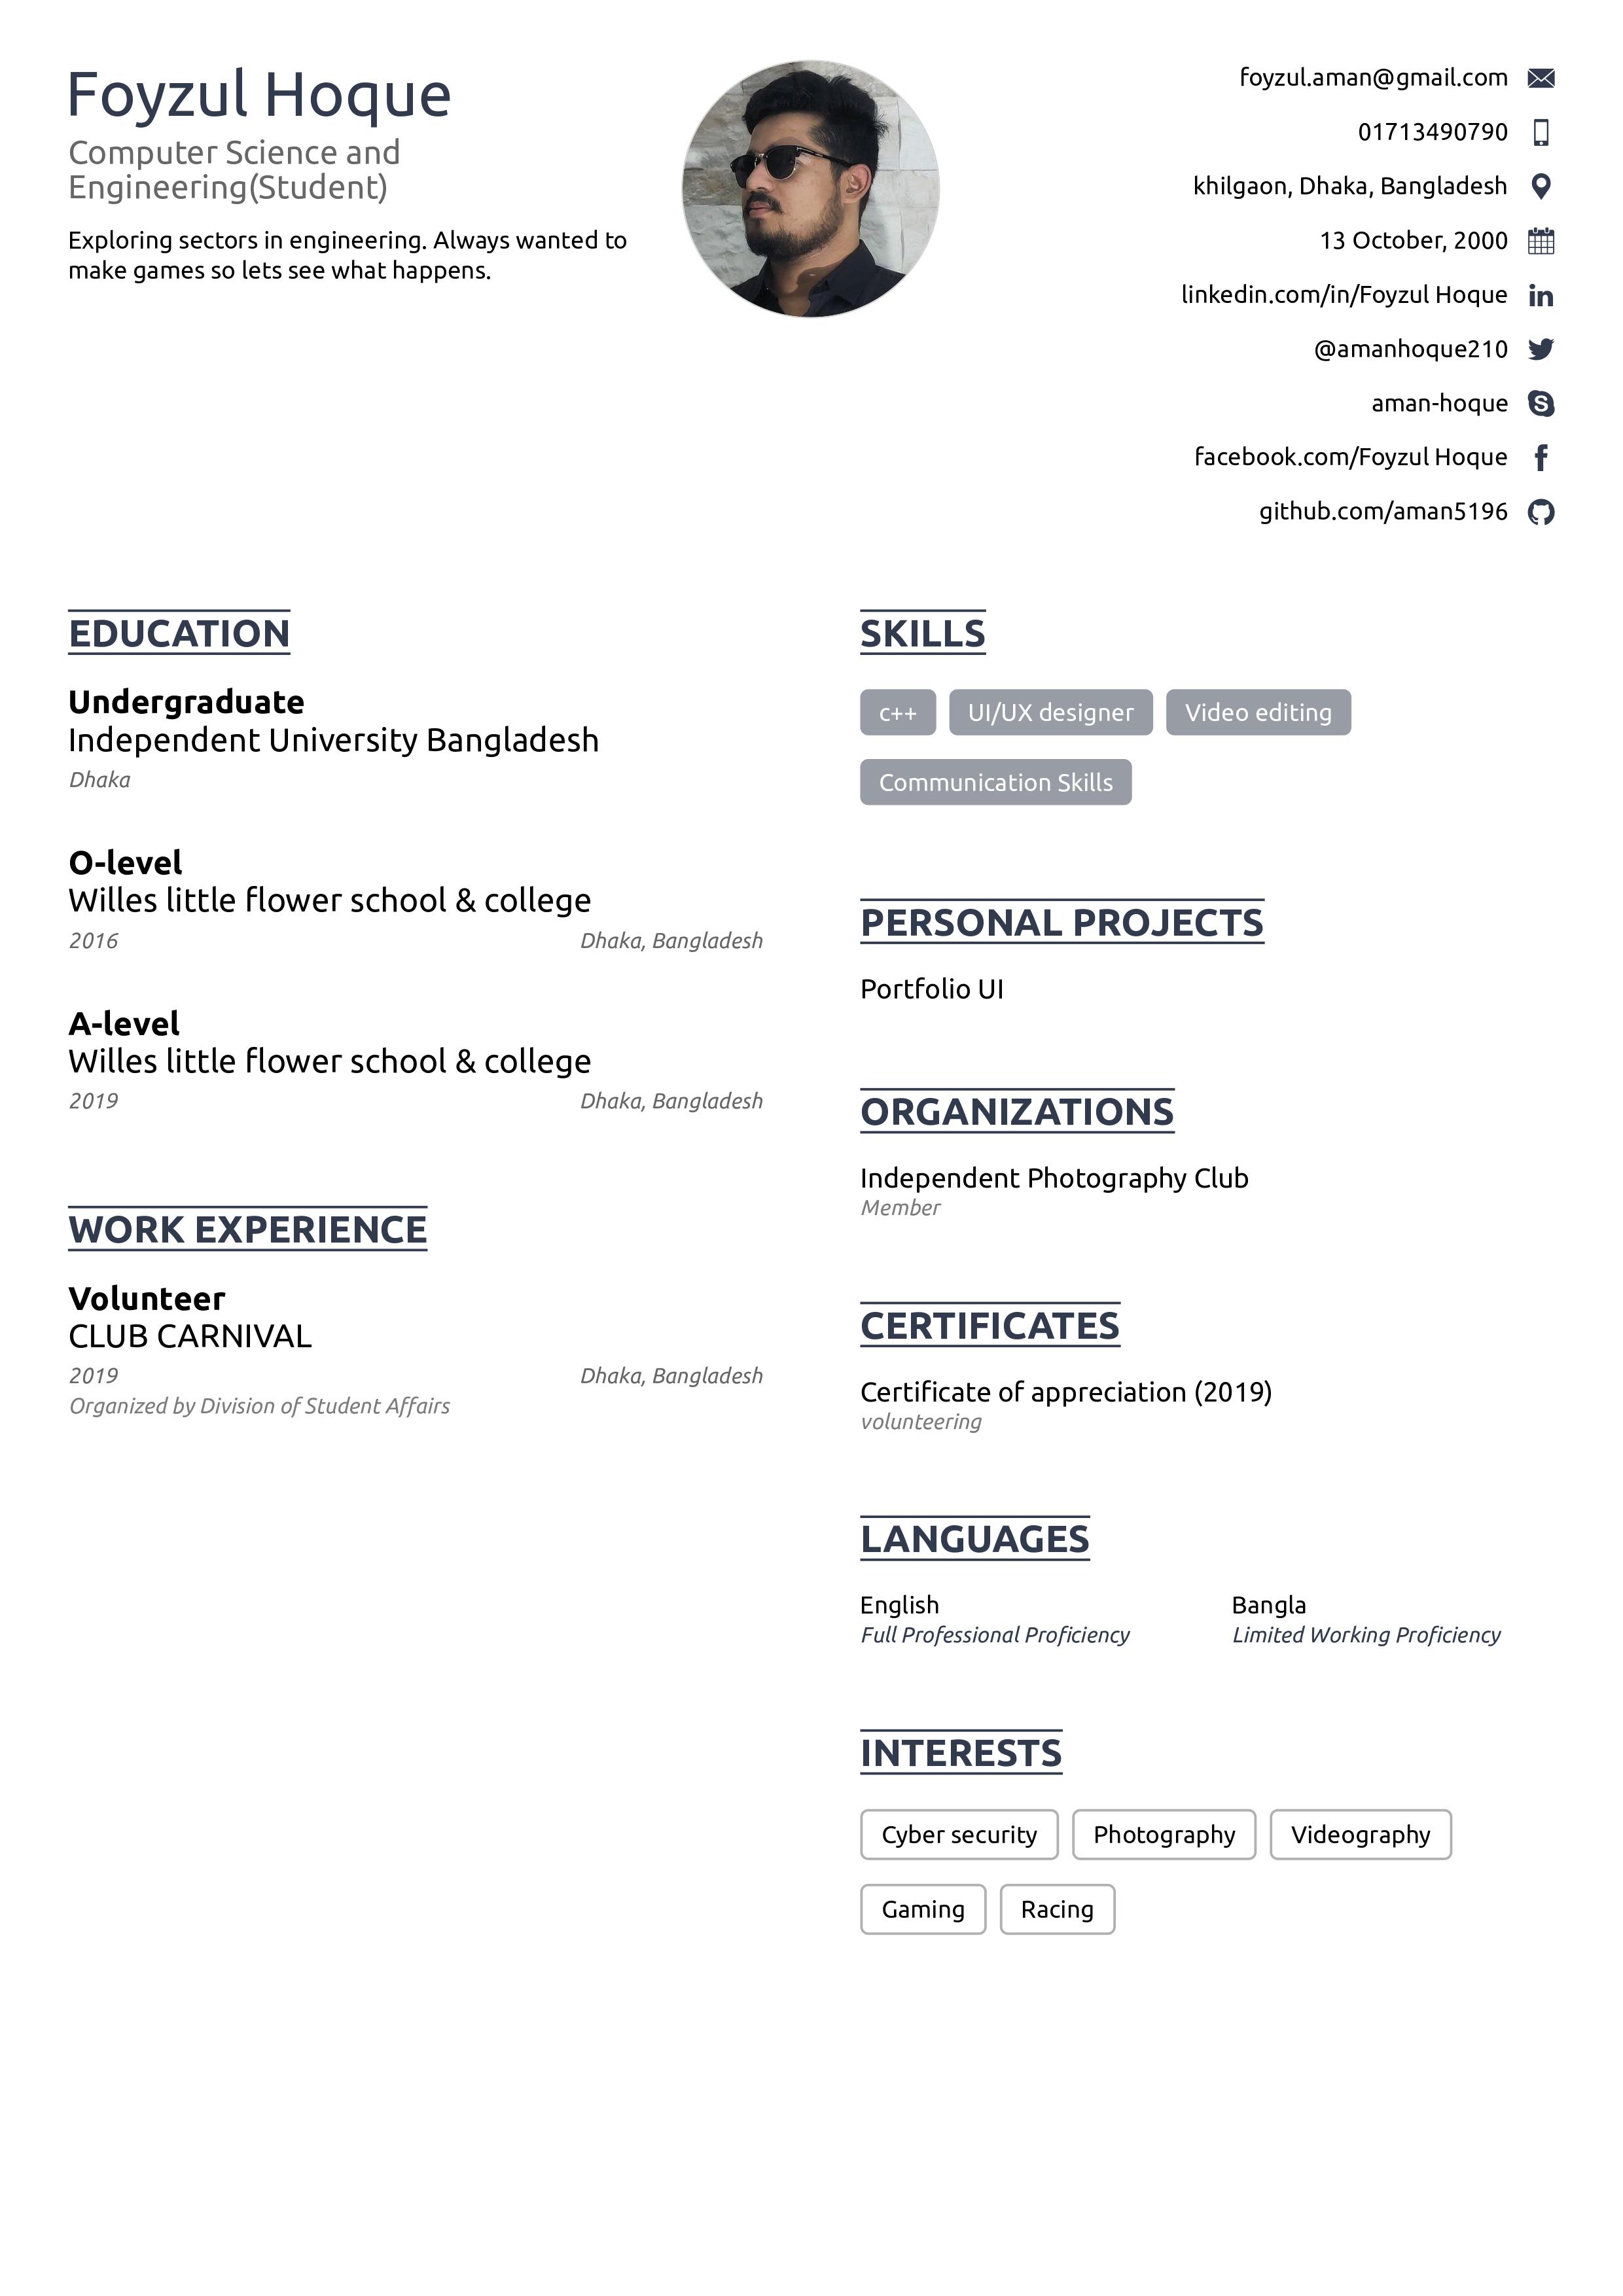 Foyzul Hoque
Computer Science and
Engineering(Student)
Exploring sectors in engineering. Always wanted to
make games so lets see what happens.
foyzul.aman@gmail.com
01713490790
khilgaon, Dhaka, Bangladesh
13 October, 2000
linkedin.com/in/Foyzul Hoque
@amanhoque210
aman-hoque
facebook.com/Foyzul Hoque
github.com/aman5196
EDUCATION
Undergraduate
Independent University Bangladesh
Dhaka
O-level
Willes little flower school & college
2016 Dhaka, Bangladesh
A-level
Willes little flower school & college
2019 Dhaka, Bangladesh
WORK EXPERIENCE
Volunteer
CLUB CARNIVAL
2019 Dhaka, Bangladesh
Organized by Division of Student Affairs
SKILLS
c++ UI/UX designer Video editing
Communication Skills
PERSONAL PROJECTS
Portfolio UI
ORGANIZATIONS
Independent Photography Club
Member
CERTIFICATES
Certificate of appreciation (2019)
volunteering
LANGUAGES
English Bangla
Full Professional Proficiency Limited Working Proficiency
INTERESTS
Cyber security Photography Videography
Gaming Racing